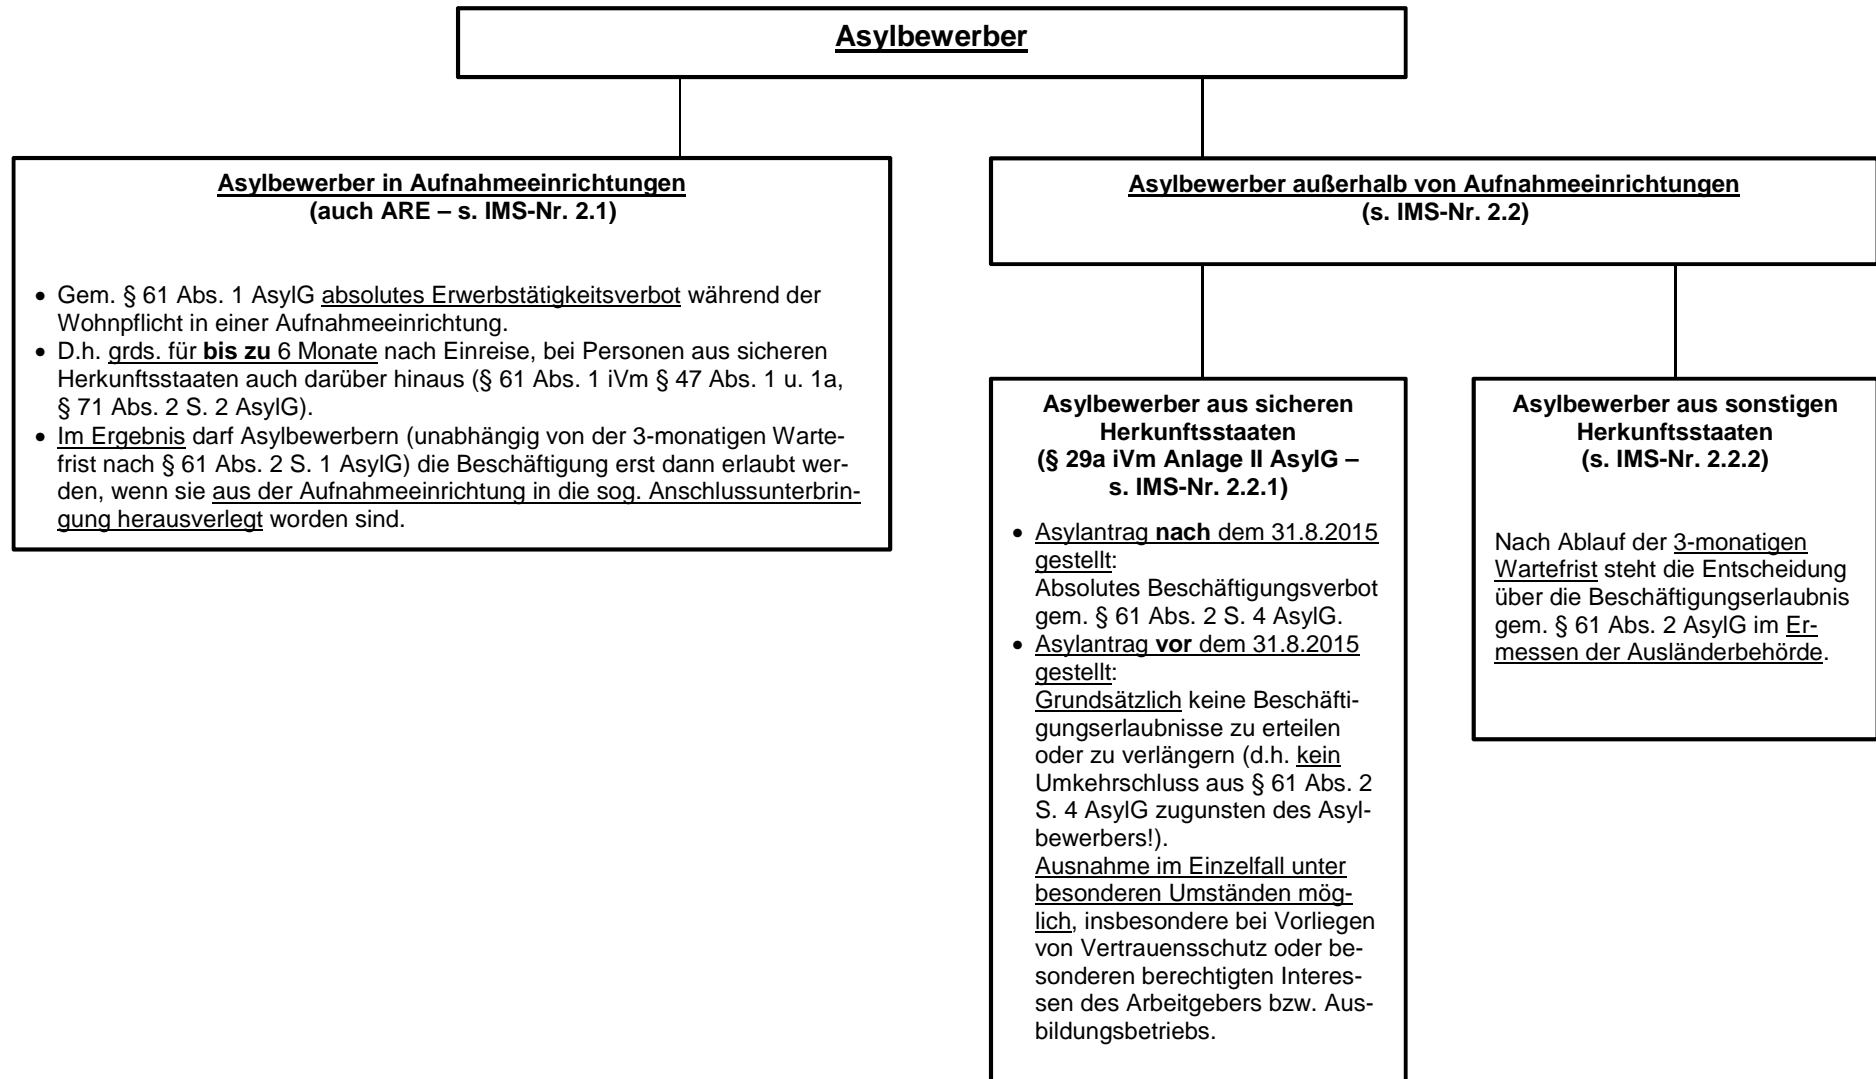 Asylbewerber
Asylbewerber in Aufnahmeeinrichtungen
(auch ARE – s. IMS-Nr. 2.1)
• Gem. § 61 Abs. 1 AsylG absolutes Erwerbstätigkeitsverbot während der
Wohnpflicht in einer Aufnahmeeinrichtung.
• D.h. grds. für bis zu 6 Monate nach Einreise, bei Personen aus sicheren
Herkunftsstaaten auch darüber hinaus (§ 61 Abs. 1 iVm § 47 Abs. 1 u. 1a,
§ 71 Abs. 2 S. 2 AsylG).
• Im Ergebnis darf Asylbewerbern (unabhängig von der 3-monatigen Warte-
frist nach § 61 Abs. 2 S. 1 AsylG) die Beschäftigung erst dann erlaubt wer-
den, wenn sie aus der Aufnahmeeinrichtung in die sog. Anschlussunterbrin-
gung herausverlegt worden sind.
Asylbewerber außerhalb von Aufnahmeeinrichtungen
(s. IMS-Nr. 2.2)
Asylbewerber aus sicheren
Herkunftsstaaten
(§ 29a iVm Anlage II AsylG –
s. IMS-Nr. 2.2.1)
• Asylantrag nach dem 31.8.2015
gestellt:
Absolutes Beschäftigungsverbot
gem. § 61 Abs. 2 S. 4 AsylG.
• Asylantrag vor dem 31.8.2015
gestellt:
Grundsätzlich keine Beschäfti-
gungserlaubnisse zu erteilen
oder zu verlängern (d.h. kein
Umkehrschluss aus § 61 Abs. 2
S. 4 AsylG zugunsten des Asyl-
bewerbers!).
Ausnahme im Einzelfall unter
besonderen Umständen mög-
lich, insbesondere bei Vorliegen
von Vertrauensschutz oder be-
sonderen berechtigten Interes-
sen des Arbeitgebers bzw. Aus-
bildungsbetriebs.
Asylbewerber aus sonstigen
Herkunftsstaaten
(s. IMS-Nr. 2.2.2)
Nach Ablauf der 3-monatigen
Wartefrist steht die Entscheidung
über die Beschäftigungserlaubnis
gem. § 61 Abs. 2 AsylG im Er-
messen der Ausländerbehörde.